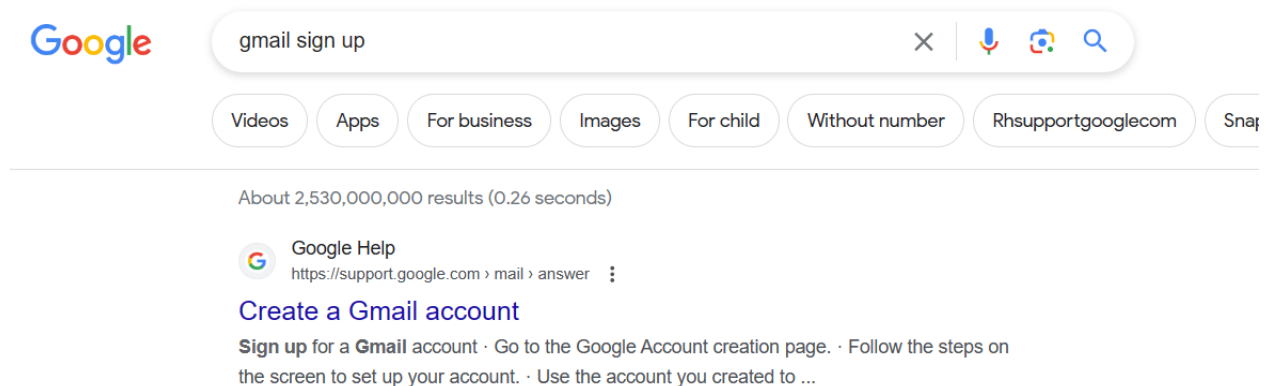 Google
gmail sign up
Videos
Apps
For business
Images
For child
Without number
Rhsupportgooglecom
Snap
About 2,530,000,000 results (0.26 seconds)
G
Google Help
https://support.google.com › mail › answer
Create a Gmail account
Sign up for a Gmail account · Go to the Google Account creation page. · Follow the steps on
the screen to set up your account. · Use the account you created to ...